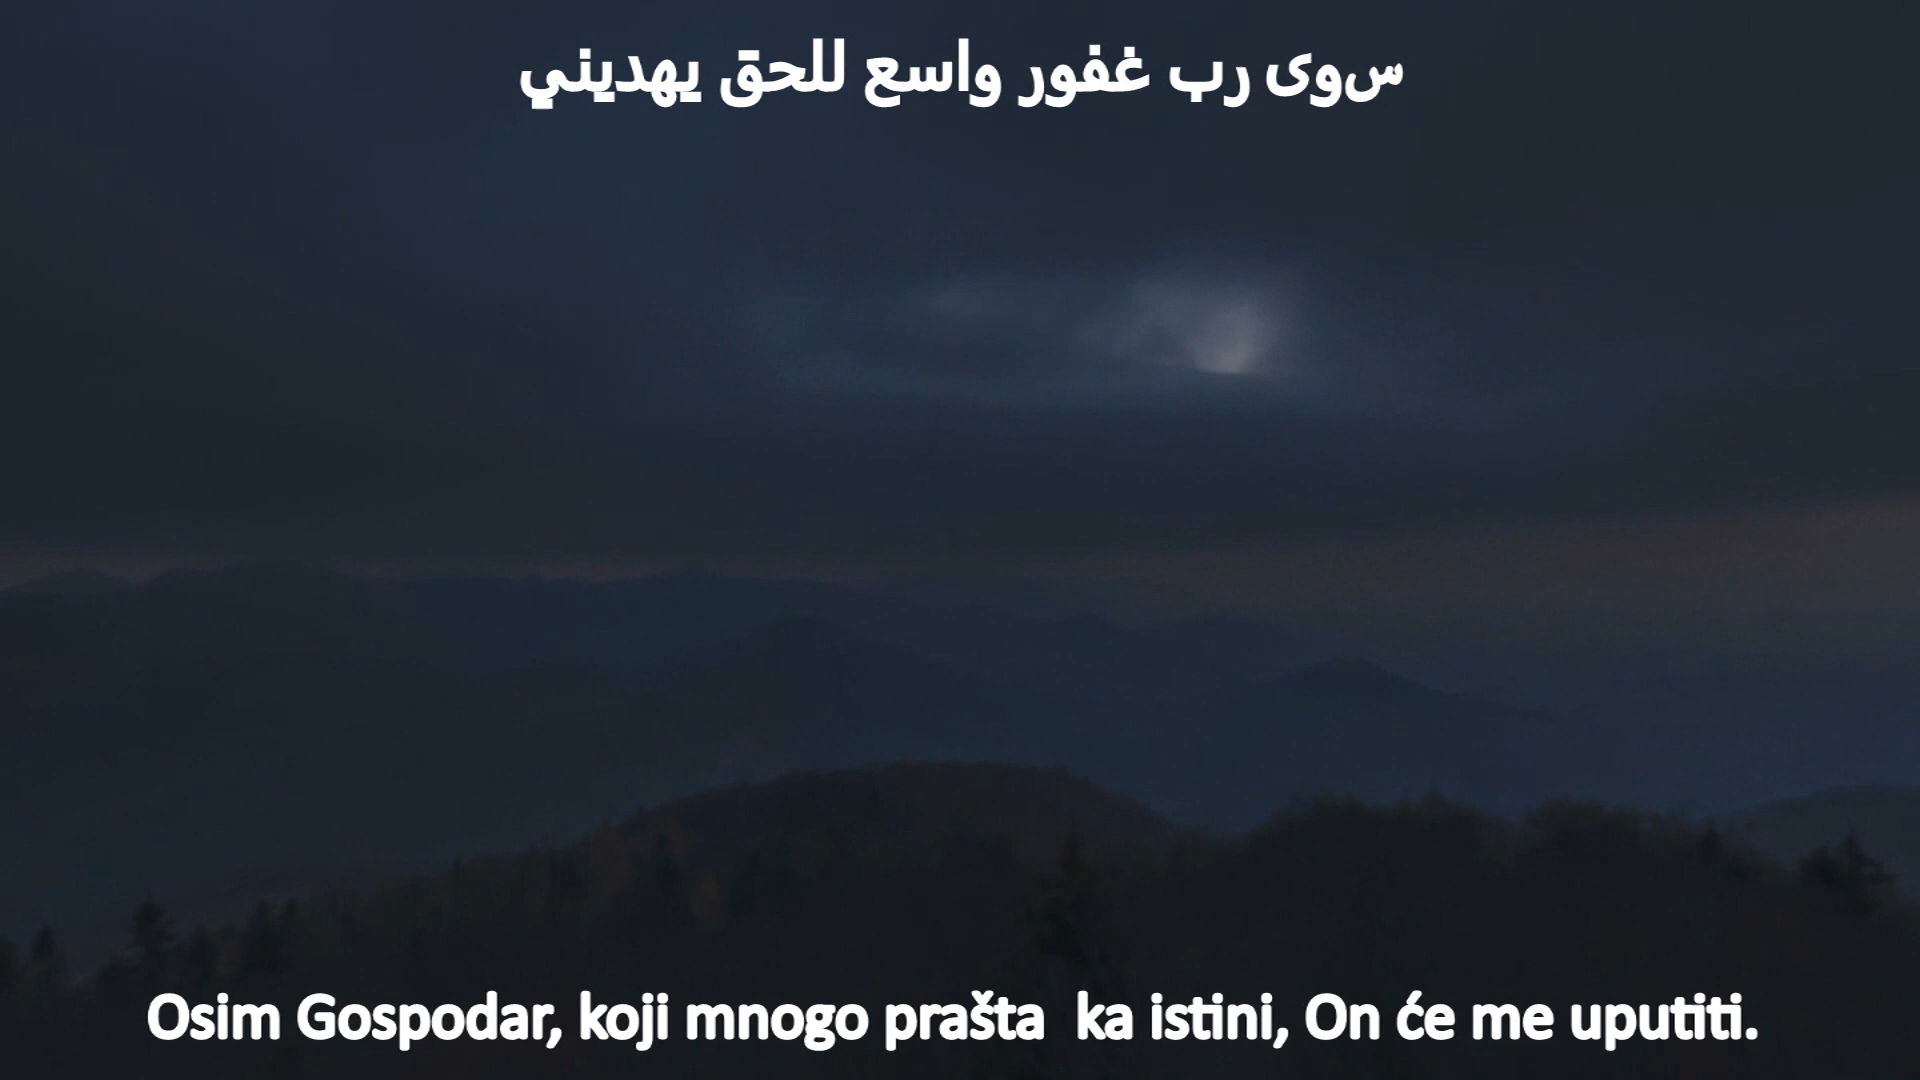 سوى رب غفور واسع للحق يهديني
Osim Gospodar, koji mnogo prašta  ka istini, On će me uputiti.